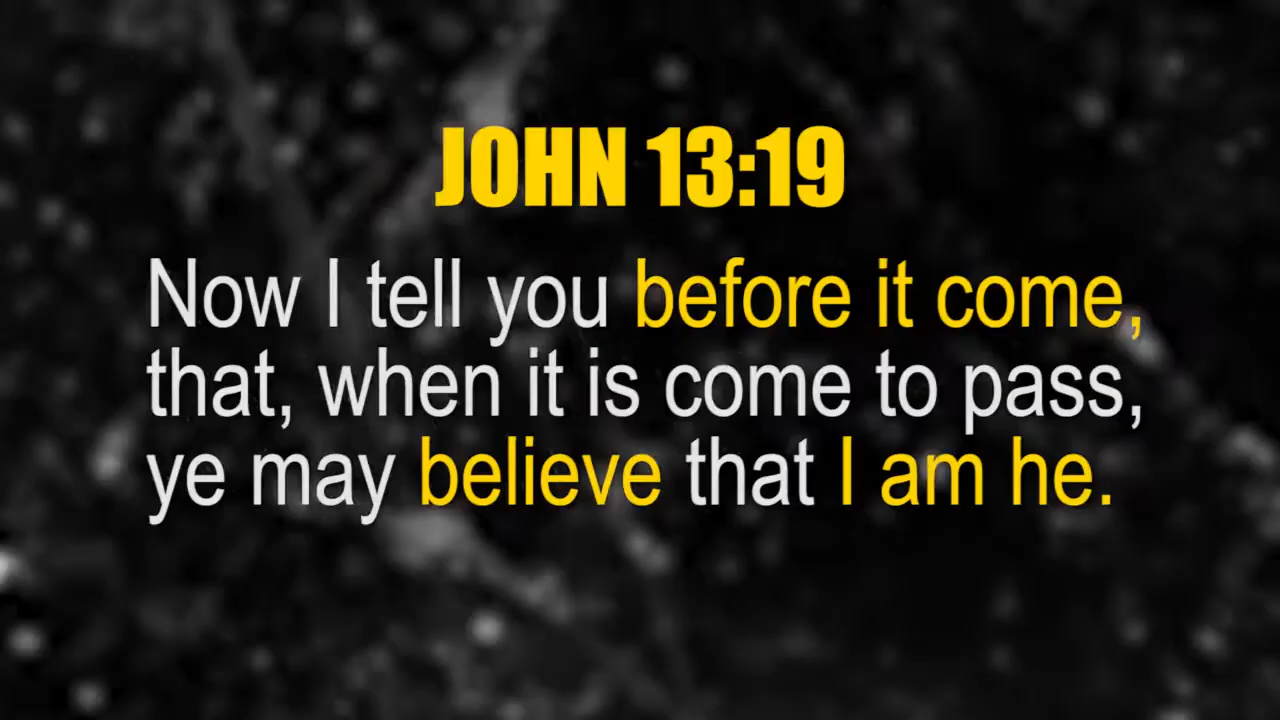 JOHN 13:19
Now I tell you before it come,
that, when it is come to pass,
ye may believe that I am he.